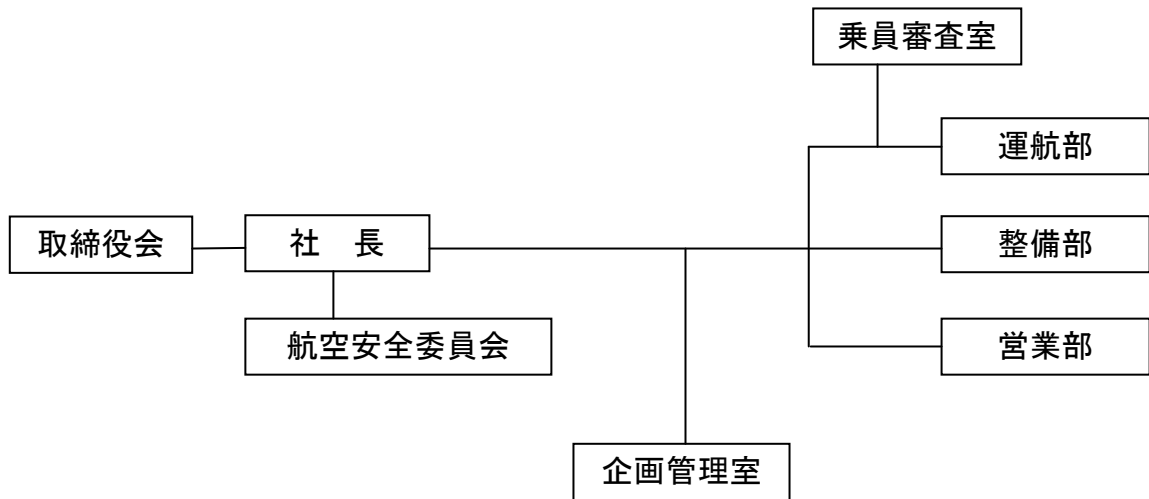 乗員審査室
運航部
取締役会
社　長
整備部
航空安全委員会
営業部
企画管理室